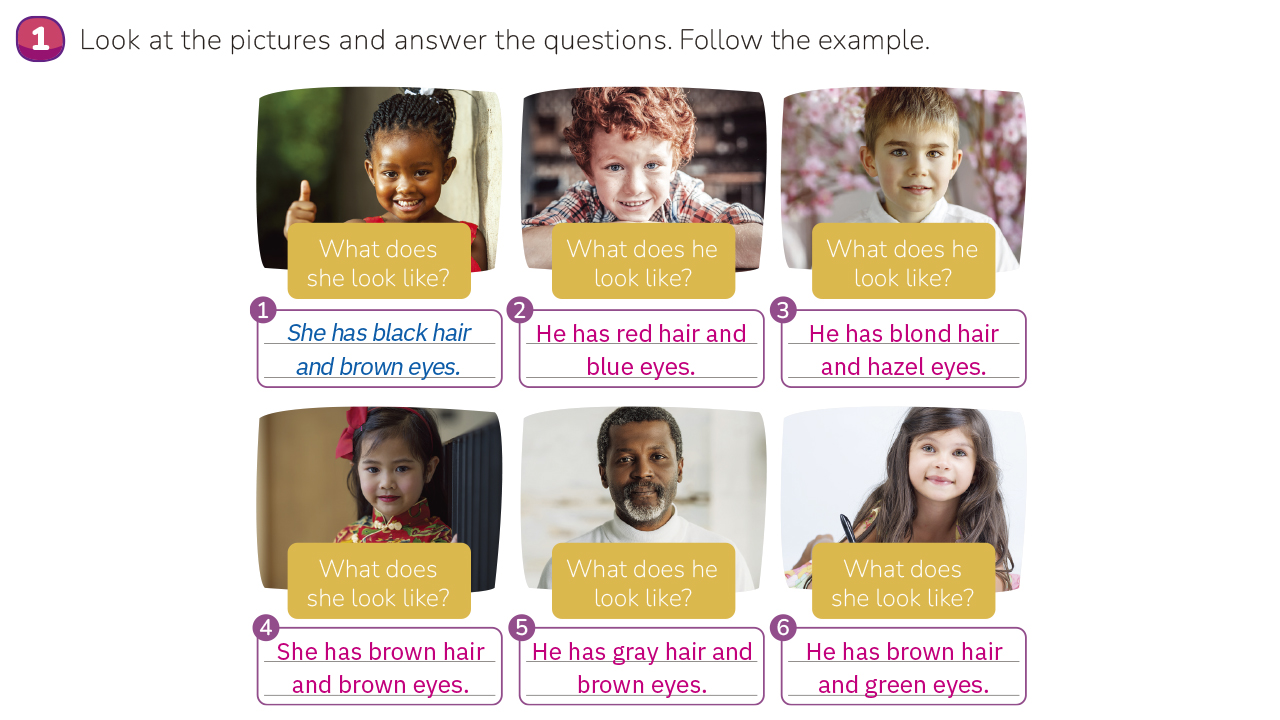 1 Look at the pictures and answer the questions. Follow the example.
What does
she look like?
What does he
look like?
What does he
look like?
1
She has black hair
and brown eyes.
2
He has red hair and
blue eyes.
3
He has blond hair
and hazel eyes.
What does
she look like?
What does he
look like?
What does
she look like?
4
She has brown hair
and brown eyes.
5
He has gray hair and
brown eyes.
6
He has brown hair
and green eyes.